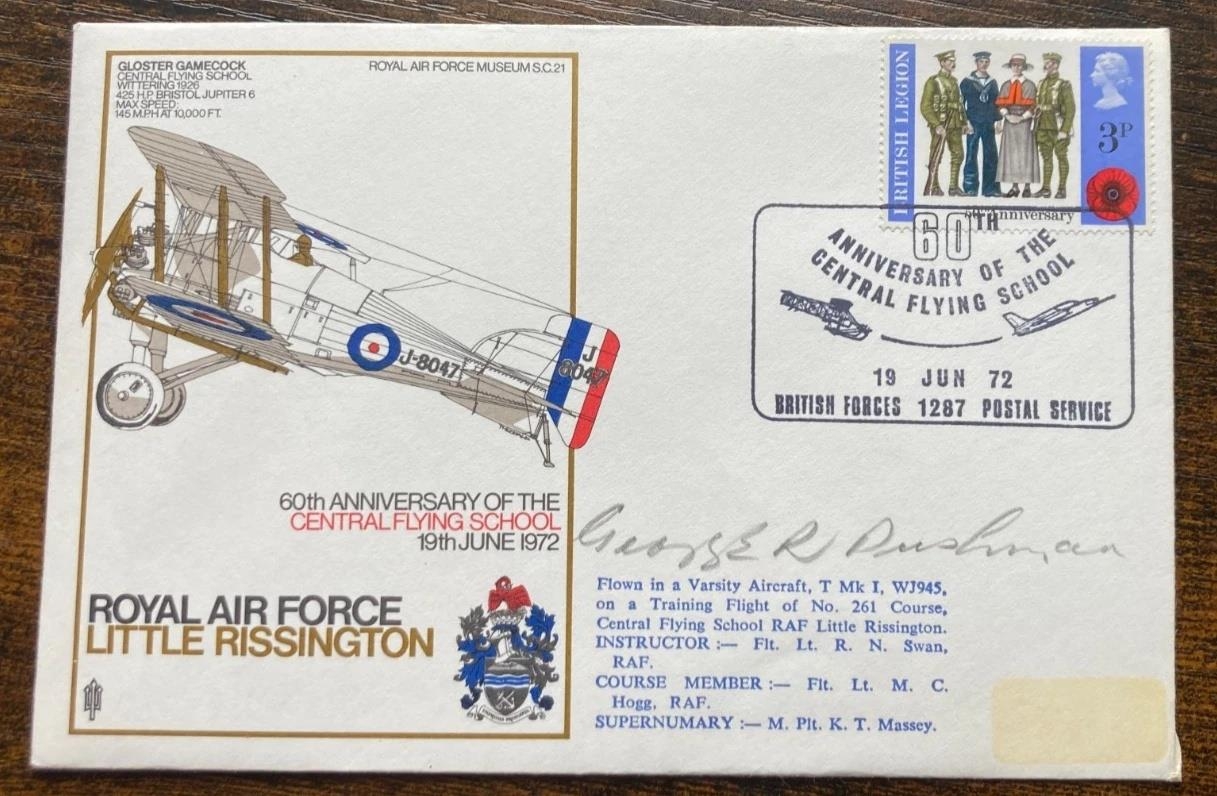 GLOSTER GAMECOCK
CENTRAL FLYING SCHOOL
WITTERING 1926
425 H.P. BRISTOL JUPITER 6
MAX SPEED:
145 M.P.H AT 10,000 FT.
ROYAL AIR FORCE MUSEUM S.C. 21
BRITISH LEGION
3P
Anniversary
60TH
ANNIVERSARY OF THE
CENTRAL FLYING SCHOOL
19 JUN 72
BRITISH FORCES 1287 POSTAL SERVICE
J-8047
J
8047
60th ANNIVERSARY OF THE
CENTRAL FLYING SCHOOL
19th JUNE 1972
ROYAL AIR FORCE
LITTLE RISSINGTON
George R Bushman
Flown in a Varsity Aircraft, T Mk I, WJ945,
on a Training Flight of No. 261 Course,
Central Flying School RAF Little Rissington.
INSTRUCTOR :— Flt. Lt. R. N. Swan,
RAF.
COURSE MEMBER :— Flt. Lt. M. C.
Hogg, RAF.
SUPERNUMARY :— M. Plt. K. T. Massey.